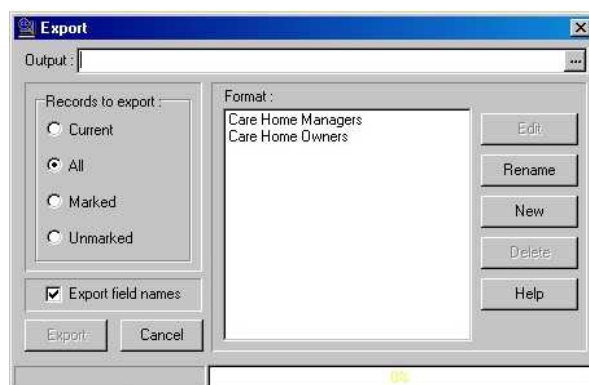 Export
Output :
...
Records to export :
Current
All
Marked
Unmarked
Export field names
Export
Cancel
Format :
Care Home Managers
Care Home Owners
Edit
Rename
New
Delete
Help
0%